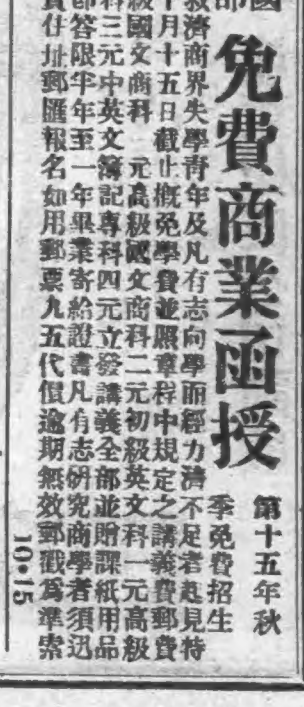 國
部
免費商業函授
第十五年秋
季免費招生
救濟商界失學青年及凡有志向學而經力濟不足者起見特
月十五日截止概免學費並照章程中規定之講義費郵費
級國文商科一元高級國文商科二元初級英文科一元高級
科三元中英文簿記專科四元立發講義全部並贈課紙用品
答限半年至一年畢業寄給證書凡有志研究商學者須迅
住址郵匯報名如用郵票九五代價逾期無效郵戳爲準索
10•15